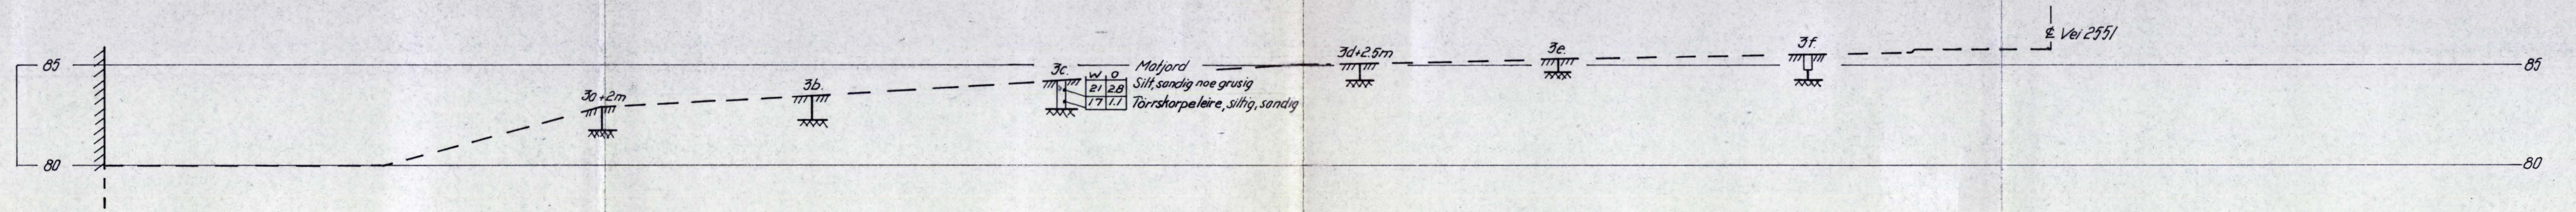 ℄ Vei 2551
85
3a+2m
3b.
3c.
W O
21 2.8
17 1.1
Matjord
Silt, sandig noe grusig
Törrskorpeleire, siltig, sandig
3d+2.5m
3e.
3f.
85
80
80